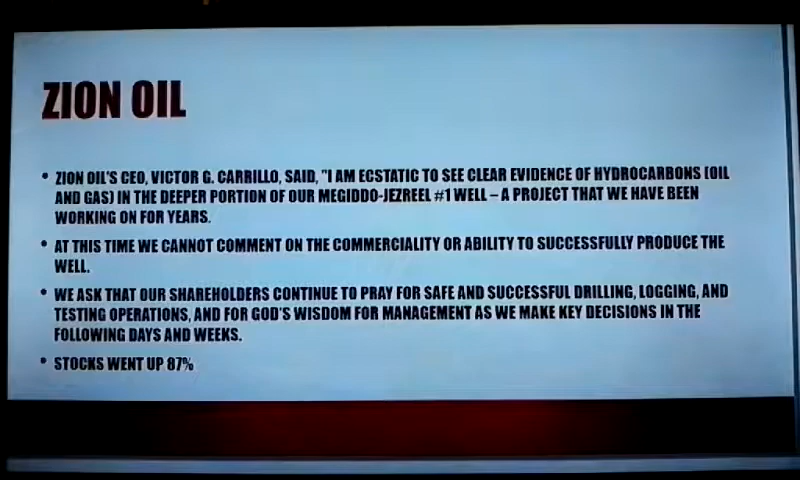 ZION OIL
• ZION OIL'S CEO, VICTOR G. CARRILLO, SAID, "I AM ECSTATIC TO SEE CLEAR EVIDENCE OF HYDROCARBONS (OIL
AND GAS) IN THE DEEPER PORTION OF OUR MEGIDDO-JEZREEL #1 WELL – A PROJECT THAT WE HAVE BEEN
WORKING ON FOR YEARS.
• AT THIS TIME WE CANNOT COMMENT ON THE COMMERCIALITY OR ABILITY TO SUCCESSFULLY PRODUCE THE
WELL.
• WE ASK THAT OUR SHAREHOLDERS CONTINUE TO PRAY FOR SAFE AND SUCCESSFUL DRILLING, LOGGING, AND
TESTING OPERATIONS, AND FOR GOD'S WISDOM FOR MANAGEMENT AS WE MAKE KEY DECISIONS IN THE
FOLLOWING DAYS AND WEEKS.
• STOCKS WENT UP 87%